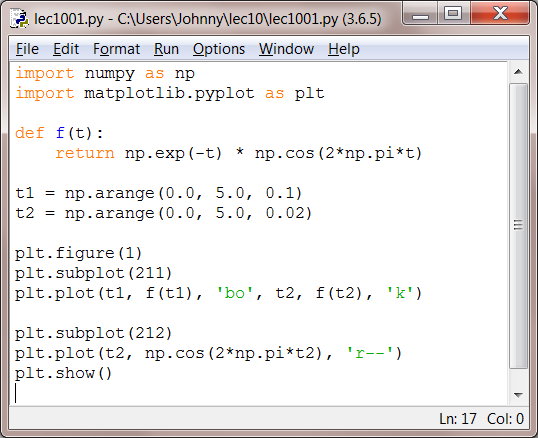 lec1001.py - C:\Users\Johnny\lec10\lec1001.py (3.6.5)
File Edit Format Run Options Window Help
import numpy as np
import matplotlib.pyplot as plt

def f(t):
    return np.exp(-t) * np.cos(2*np.pi*t)

t1 = np.arange(0.0, 5.0, 0.1)
t2 = np.arange(0.0, 5.0, 0.02)

plt.figure(1)
plt.subplot(211)
plt.plot(t1, f(t1), 'bo', t2, f(t2), 'k')

plt.subplot(212)
plt.plot(t2, np.cos(2*np.pi*t2), 'r--')
plt.show()
Ln: 17 Col: 0